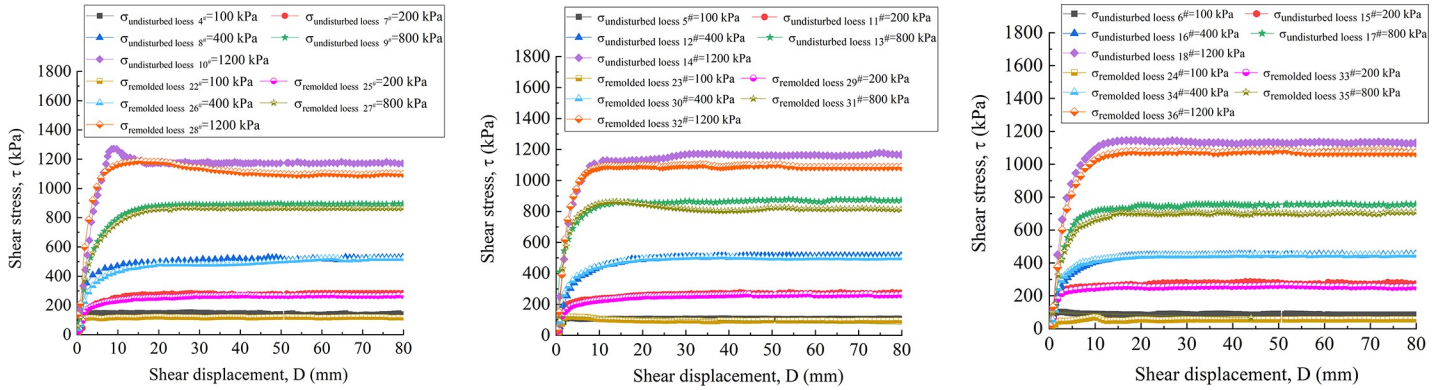 σundisturbed loess 4#=100 kPa σundisturbed loess 7#=200 kPa
σundisturbed loess 8#=400 kPa σundisturbed loess 9#=800 kPa
σundisturbed loess 10#=1200 kPa
σremolded loess 22#=100 kPa σremolded loess 25#=200 kPa
σremolded loess 26#=400 kPa σremolded loess 27#=800 kPa
σremolded loess 28#=1200 kPa
Shear stress, τ (kPa)
1800
1600
1400
1200
1000
800
600
400
200
0
0 10 20 30 40 50 60 70 80
Shear displacement, D (mm)
σundisturbed loess 5#=100 kPa σundisturbed loess 11#=200 kPa
σundisturbed loess 12#=400 kPa σundisturbed loess 13#=800 kPa
σundisturbed loess 14#=1200 kPa
σremolded loess 23#=100 kPa σremolded loess 29#=200 kPa
σremolded loess 30#=400 kPa σremolded loess 31#=800 kPa
σremolded loess 32#=1200 kPa
Shear stress, τ (kPa)
1800
1600
1400
1200
1000
800
600
400
200
0
0 10 20 30 40 50 60 70 80
Shear displacement, D (mm)
σundisturbed loess 6#=100 kPa σundisturbed loess 15#=200 kPa
σundisturbed loess 16#=400 kPa σundisturbed loess 17#=800 kPa
σundisturbed loess 18#=1200 kPa
σremolded loess 24#=100 kPa σremolded loess 33#=200 kPa
σremolded loess 34#=400 kPa σremolded loess 35#=800 kPa
σremolded loess 36#=1200 kPa
Shear stress, τ (kPa)
1800
1600
1400
1200
1000
800
600
400
200
0
0 10 20 30 40 50 60 70 80
Shear displacement, D (mm)